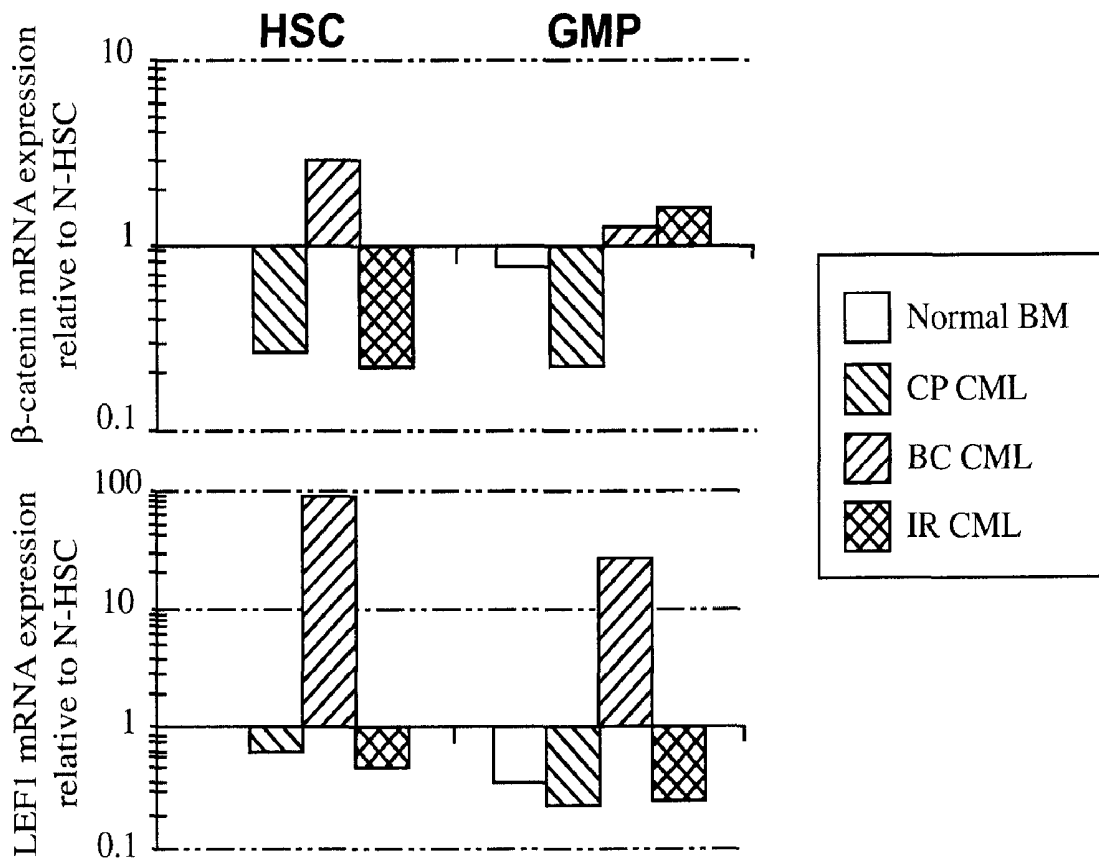 HSC GMP
β-catenin mRNA expression
relative to N-HSC
10
1
0.1
LEF1 mRNA expression
relative to N-HSC
100
10
1
0.1
Normal BM
CP CML
BC CML
IR CML